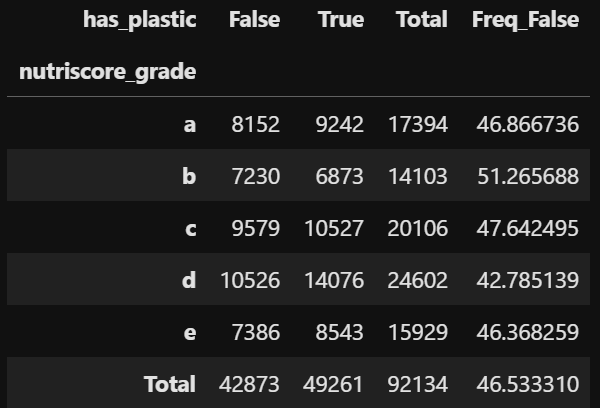 has_plastic False True Total Freq_False
nutriscore_grade
a 8152 9242 17394 46.866736
b 7230 6873 14103 51.265688
c 9579 10527 20106 47.642495
d 10526 14076 24602 42.785139
e 7386 8543 15929 46.368259
Total 42873 49261 92134 46.533310